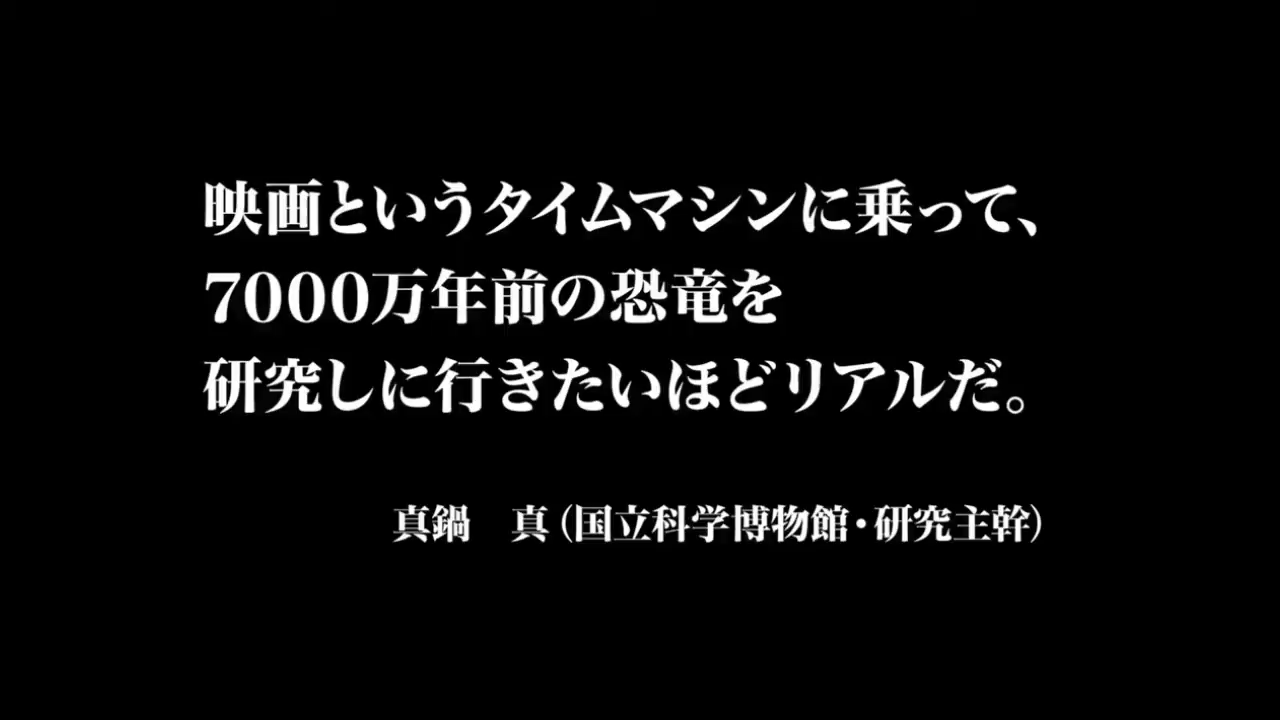 映画というタイムマシンに乗って、
7000万年前の恐竜を
研究しに行きたいほどリアルだ。
真鍋　真（国立科学博物館・研究主幹）